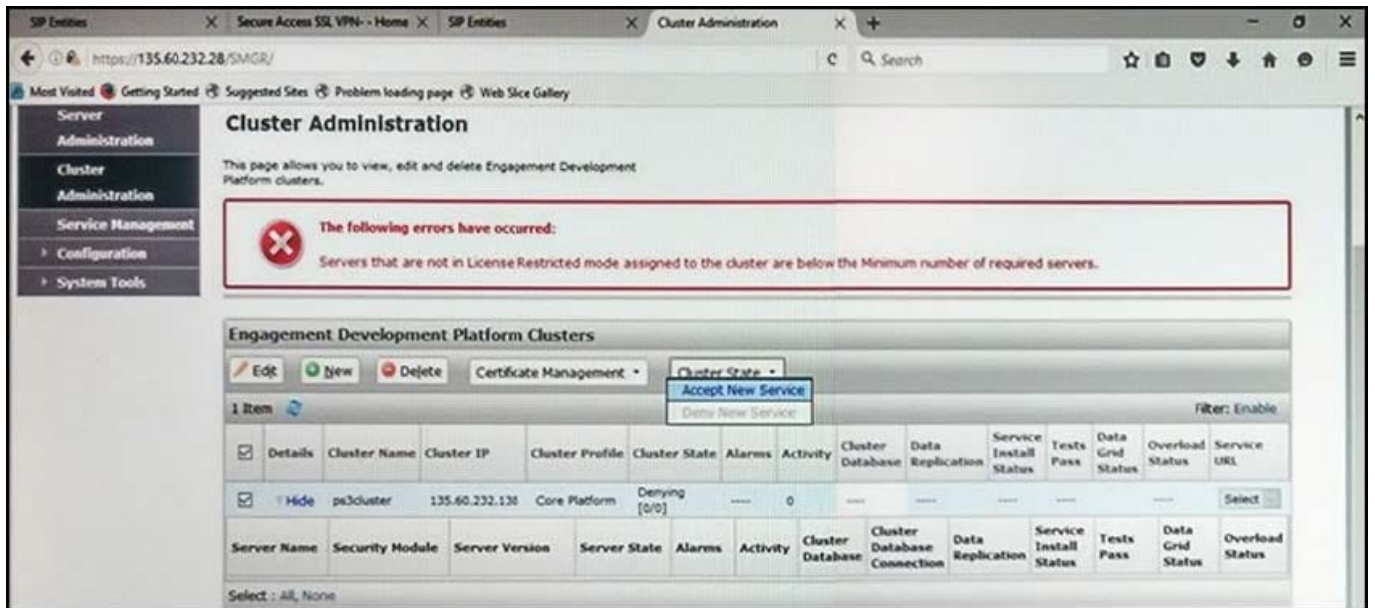 SIP Entities
Secure Access SSL VPN- - Home
SIP Entities
Cluster Administration
https://135.60.232.28/SMGR/
Search
Most Visited
Getting Started
Suggested Sites
Problem loading page
Web Slice Gallery
Server Administration
Cluster Administration
Service Management
Configuration
System Tools
Cluster Administration
This page allows you to view, edit and delete Engagement Development
Platform clusters.
The following errors have occurred:
Servers that are not in License Restricted mode assigned to the cluster are below the Minimum number of required servers.
Engagement Development Platform Clusters
Edit
New
Delete
Certificate Management
Cluster State
Accept New Service
Deny New Service
1 Item
Filter: Enable
Details Cluster Name Cluster IP Cluster Profile Cluster State Alarms Activity Cluster Database Data Replication Service Install Status Tests Pass Data Grid Status Overload Status Service URL
Hide ps3cluster 135.60.232.138 Core Platform Denying [0/0] ---- 0 ---- ---- ---- ---- ---- Select
Server Name Security Module Server Version Server State Alarms Activity Cluster Database Cluster Database Connection Data Replication Service Install Status Tests Pass Data Grid Status Overload Status
Select : All, None